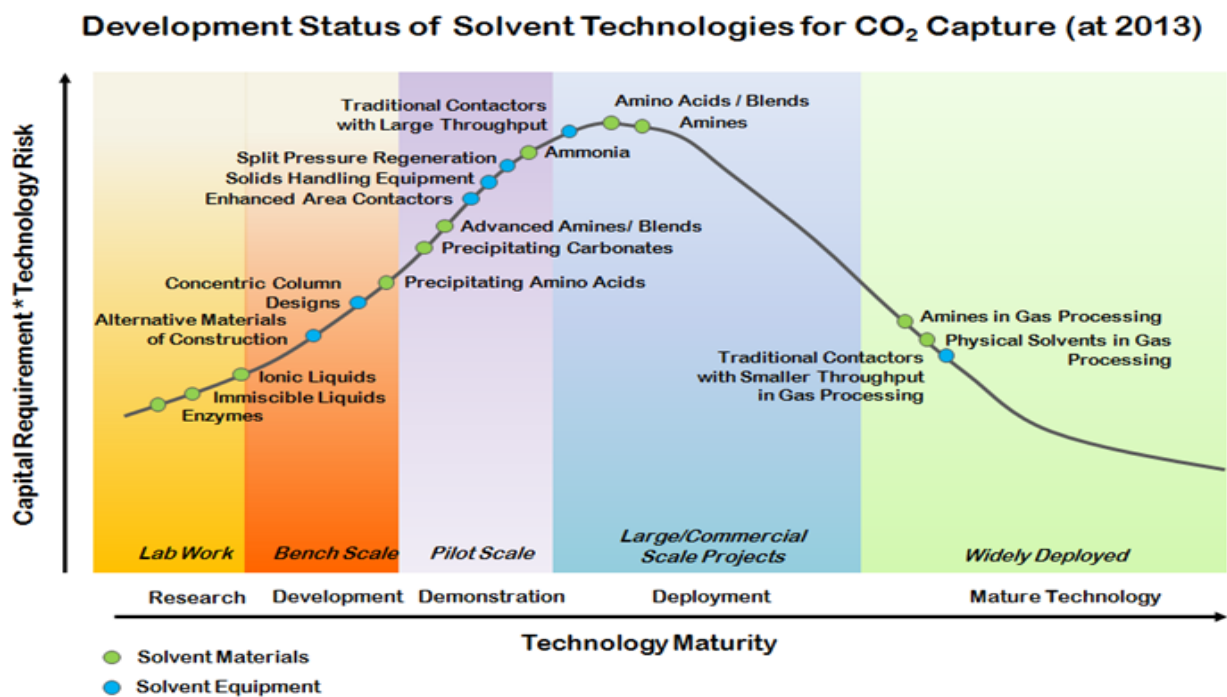 Development Status of Solvent Technologies for CO₂ Capture (at 2013)
Capital Requirement * Technology Risk
Traditional Contactors
with Large Throughput
Amino Acids / Blends
Amines
Split Pressure Regeneration
Ammonia
Solids Handling Equipment
Enhanced Area Contactors
Advanced Amines/ Blends
Precipitating Carbonates
Concentric Column
Designs
Precipitating Amino Acids
Alternative Materials
of Construction
Amines in Gas Processing
Physical Solvents in Gas
Processing
Traditional Contactors
with Smaller Throughput
in Gas Processing
Ionic Liquids
Immiscible Liquids
Enzymes
Lab Work
Bench Scale
Pilot Scale
Large/Commercial
Scale Projects
Widely Deployed
Research
Development
Demonstration
Deployment
Mature Technology
Technology Maturity
Solvent Materials
Solvent Equipment